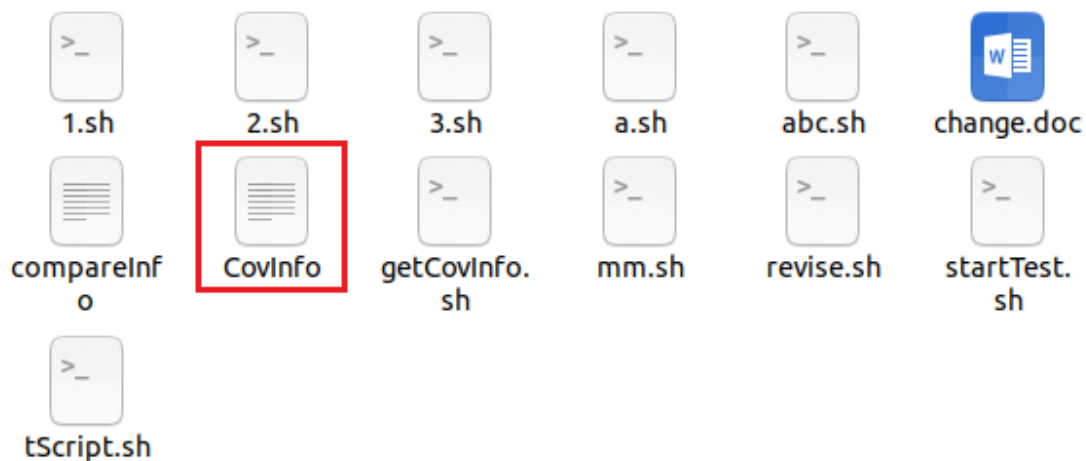 1.sh 2.sh 3.sh a.sh abc.sh change.doc
compareInf CovInfo getCovInfo. mm.sh revise.sh startTest.
o sh sh
tScript.sh